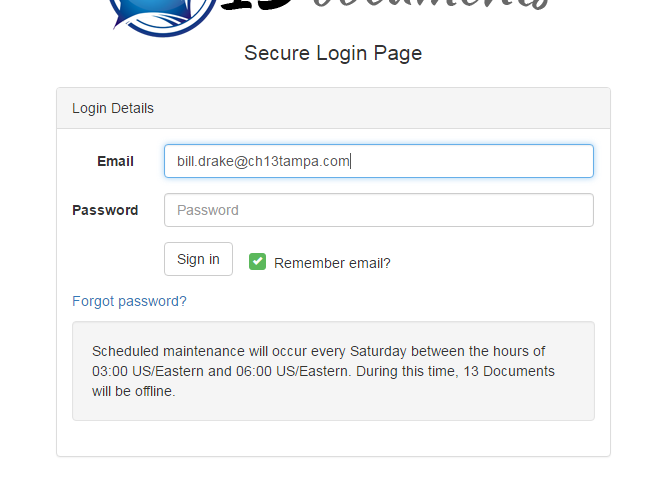 13 Documents
Secure Login Page
Login Details
Email
bill.drake@ch13tampa.com
Password
Password
Sign in
Remember email?
Forgot password?
Scheduled maintenance will occur every Saturday between the hours of
03:00 US/Eastern and 06:00 US/Eastern. During this time, 13 Documents
will be offline.